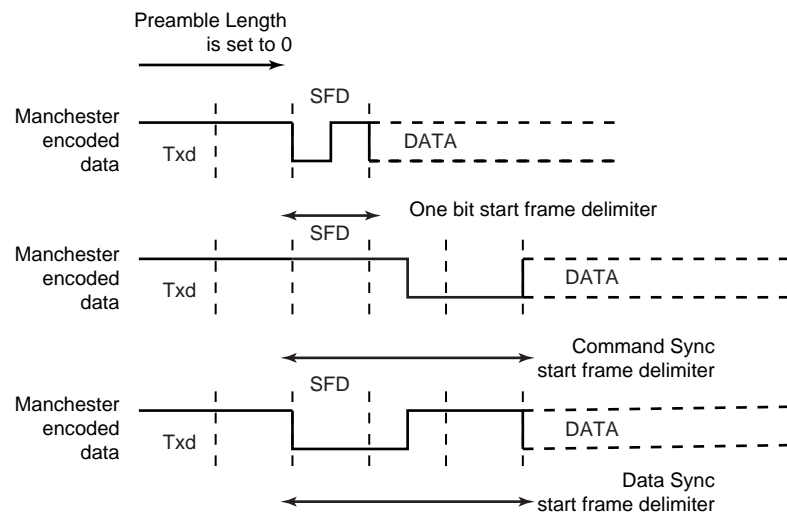 Preamble Length
is set to 0
SFD
Manchester
encoded
data
Txd
DATA
One bit start frame delimiter
SFD
Manchester
encoded
data
Txd
DATA
Command Sync
start frame delimiter
SFD
Manchester
encoded
data
Txd
DATA
Data Sync
start frame delimiter